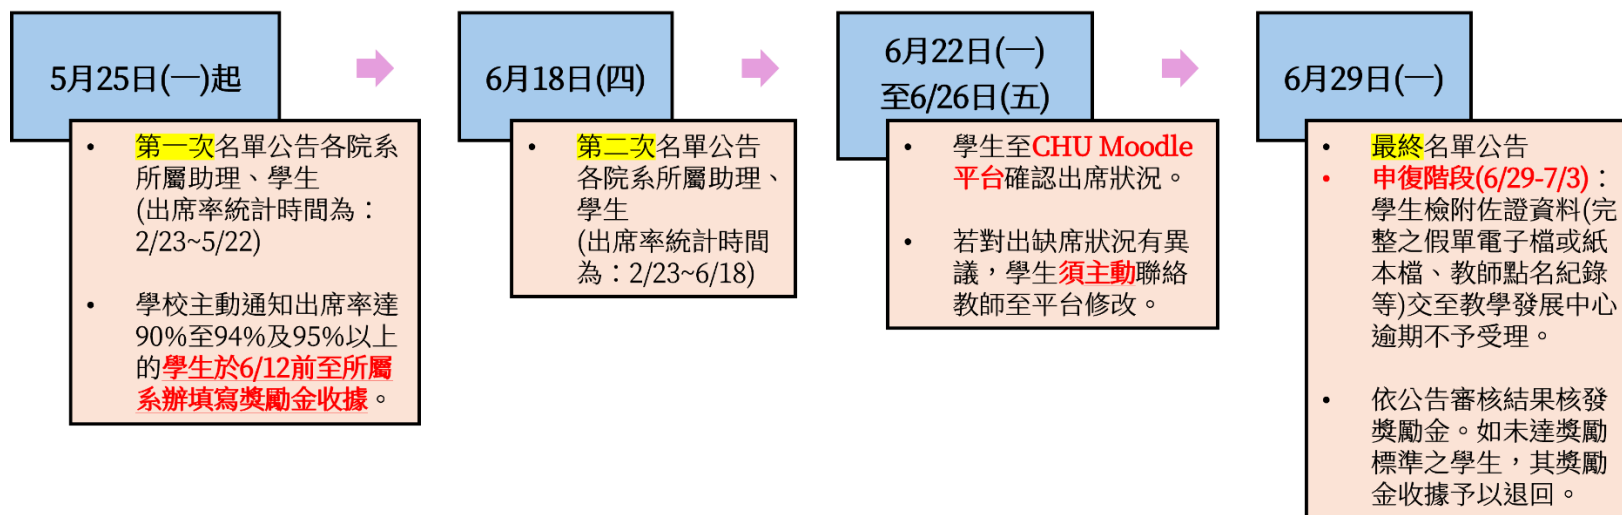 5月25日(一)起
• 第一次名單公告各院系
所屬助理、學生
(出席率統計時間為：
2/23~5/22)
• 學校主動通知出席率達
90%至94%及95%以上
的學生於6/12前至所屬
系辦填寫獎勵金收據。
6月18日(四)
• 第二次名單公告
各院系所屬助理、
學生
(出席率統計時間
為：2/23~6/18)
6月22日(一)
至6/26日(五)
• 學生至CHU Moodle
平台確認出席狀況。
• 若對出缺席狀況有異
議，學生須主動聯絡
教師至平台修改。
6月29日(一)
• 最終名單公告
• 申復階段(6/29-7/3)：
學生檢附佐證資料(完
整之假單電子檔或紙
本檔、教師點名紀錄
等)交至教學發展中心
逾期不予受理。
• 依公告審核結果核發
獎勵金。如未達獎勵
標準之學生，其獎勵
金收據予以退回。